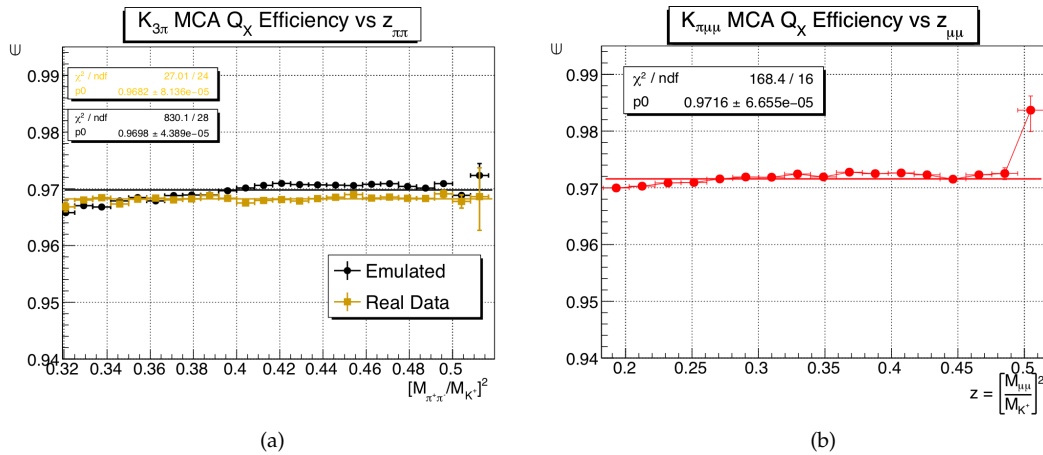 K3π MCA QX Efficiency vs zππ
∈
0.99
0.98
0.97
0.96
0.95
0.94
χ² / ndf 27.01 / 24
p0 0.9682 ± 8.136e−05
χ² / ndf 830.1 / 28
p0 0.9698 ± 4.389e−05
Emulated
Real Data
0.32 0.34 0.36 0.38 0.4 0.42 0.44 0.46 0.48 0.5
[Mπ+π-/MK+]²
(a)
Kπμμ MCA QX Efficiency vs zμμ
∈
0.99
0.98
0.97
0.96
0.95
0.94
χ² / ndf 168.4 / 16
p0 0.9716 ± 6.655e−05
0.2 0.25 0.3 0.35 0.4 0.45 0.5
z = [Mμμ/MK+]²
(b)